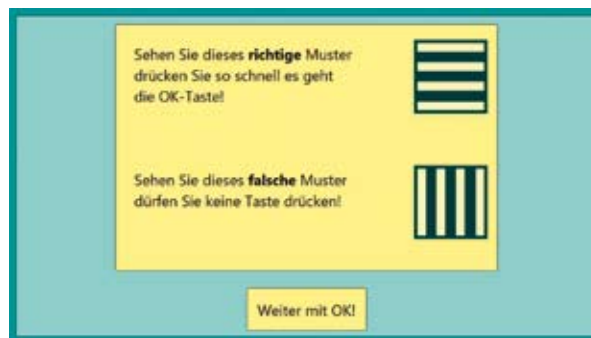 Sehen Sie dieses richtige Muster
drücken Sie so schnell es geht
die OK-Taste!
Sehen Sie dieses falsche Muster
dürfen Sie keine Taste drücken!
Weiter mit OK!